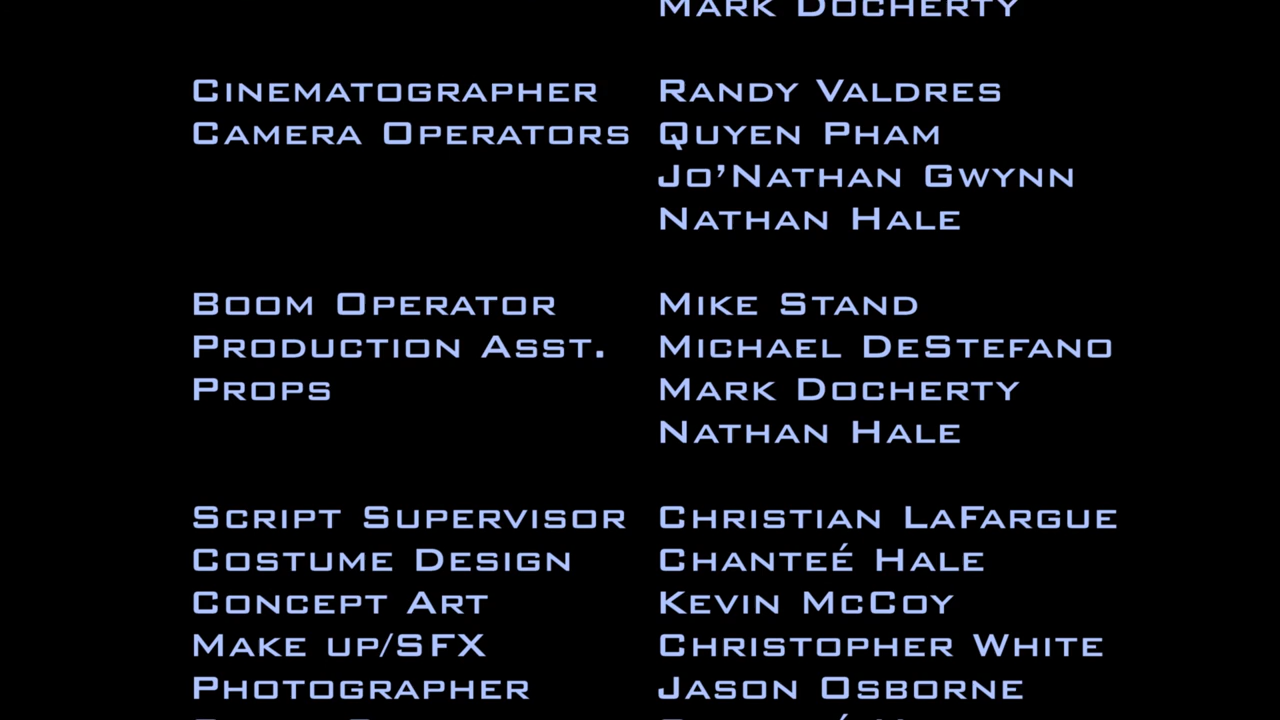 Mark Docherty
Cinematographer Randy Valdres
Camera Operators Quyen Pham
Jo'Nathan Gwynn
Nathan Hale
Boom Operator Mike Stand
Production Asst. Michael DeStefano
Props Mark Docherty
Nathan Hale
Script Supervisor Christian LaFargue
Costume Design Chanteé Hale
Concept Art Kevin McCoy
Make up/SFX Christopher White
Photographer Jason Osborne